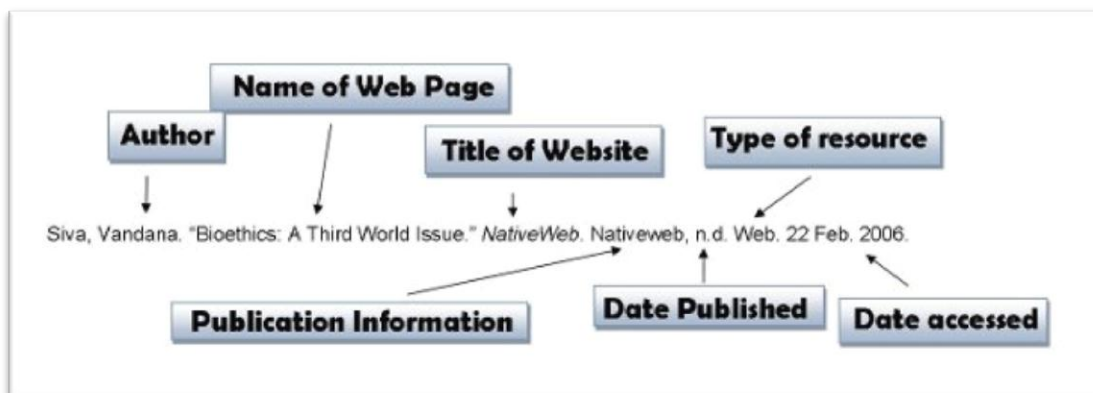 Name of Web Page
Author
Title of Website
Type of resource
Siva, Vandana. “Bioethics: A Third World Issue.” NativeWeb. Nativeweb, n.d. Web. 22 Feb. 2006.
Publication Information
Date Published
Date accessed